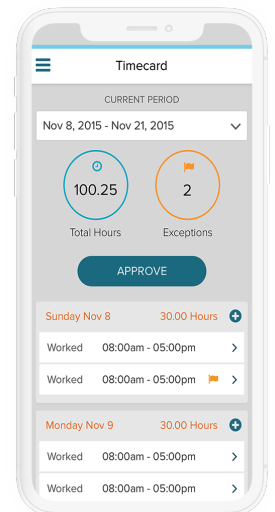 Timecard
CURRENT PERIOD
Nov 8, 2015 - Nov 21, 2015
100.25
2
Total Hours
Exceptions
APPROVE
Sunday Nov 8 30.00 Hours
Worked 08:00am - 05:00pm
Worked 08:00am - 05:00pm
Monday Nov 9 30.00 Hours
Worked 08:00am - 05:00pm
Worked 08:00am - 05:00pm